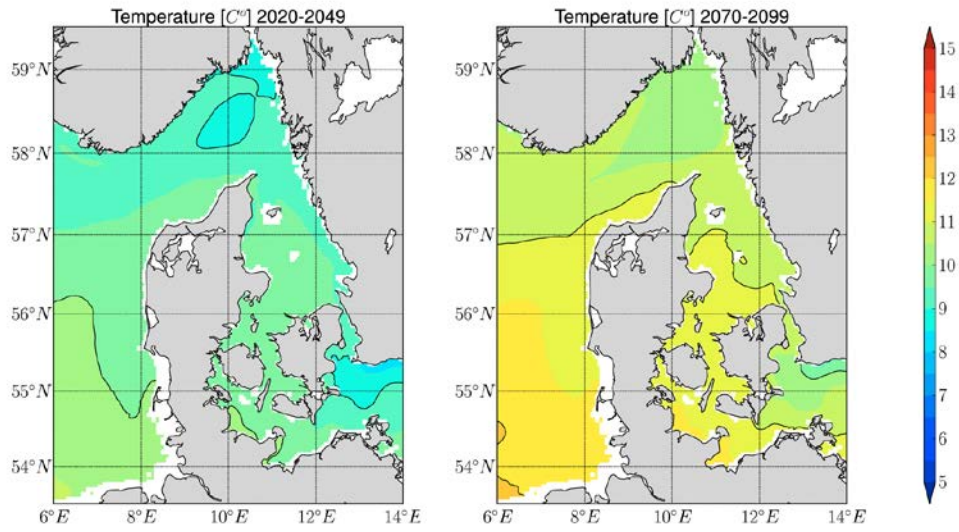 Temperature [C°] 2020-2049
Temperature [C°] 2070-2099
59°N
58°N
57°N
56°N
55°N
54°N
6°E
8°E
10°E
12°E
14°E
59°N
58°N
57°N
56°N
55°N
54°N
6°E
8°E
10°E
12°E
14°E
15
14
13
12
11
10
9
8
7
6
5